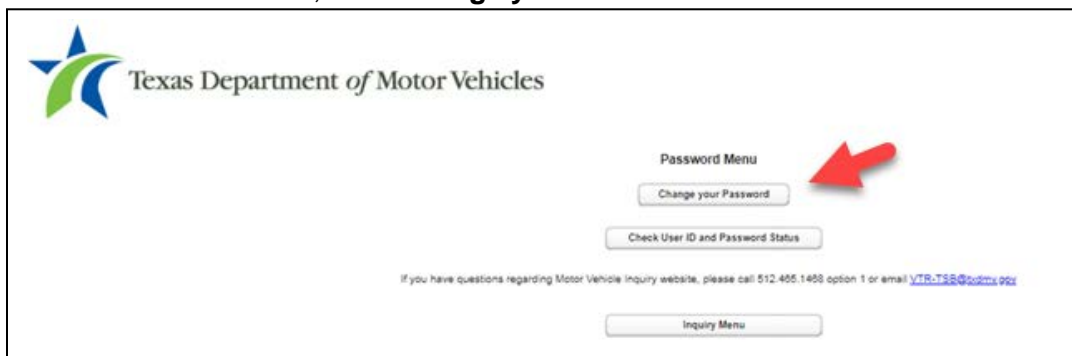 Texas Department of Motor Vehicles
Password Menu
Change your Password
Check User ID and Password Status
If you have questions regarding Motor Vehicle Inquiry website, please call 512.465.1468 option 1 or email VTR-TSB@txdmv.gov
Inquiry Menu